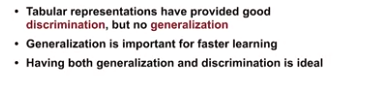 • Tabular representations have provided good
discrimination, but no generalization
• Generalization is important for faster learning
• Having both generalization and discrimination is ideal